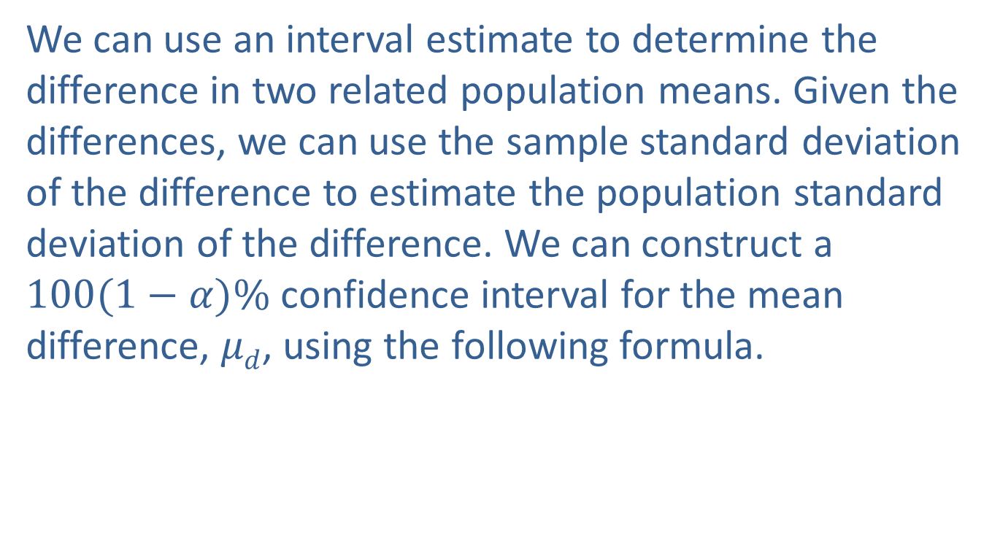 We can use an interval estimate to determine the
difference in two related population means. Given the
differences, we can use the sample standard deviation
of the difference to estimate the population standard
deviation of the difference. We can construct a
100(1 − 𝛼)% confidence interval for the mean
difference, 𝜇𝑑, using the following formula.